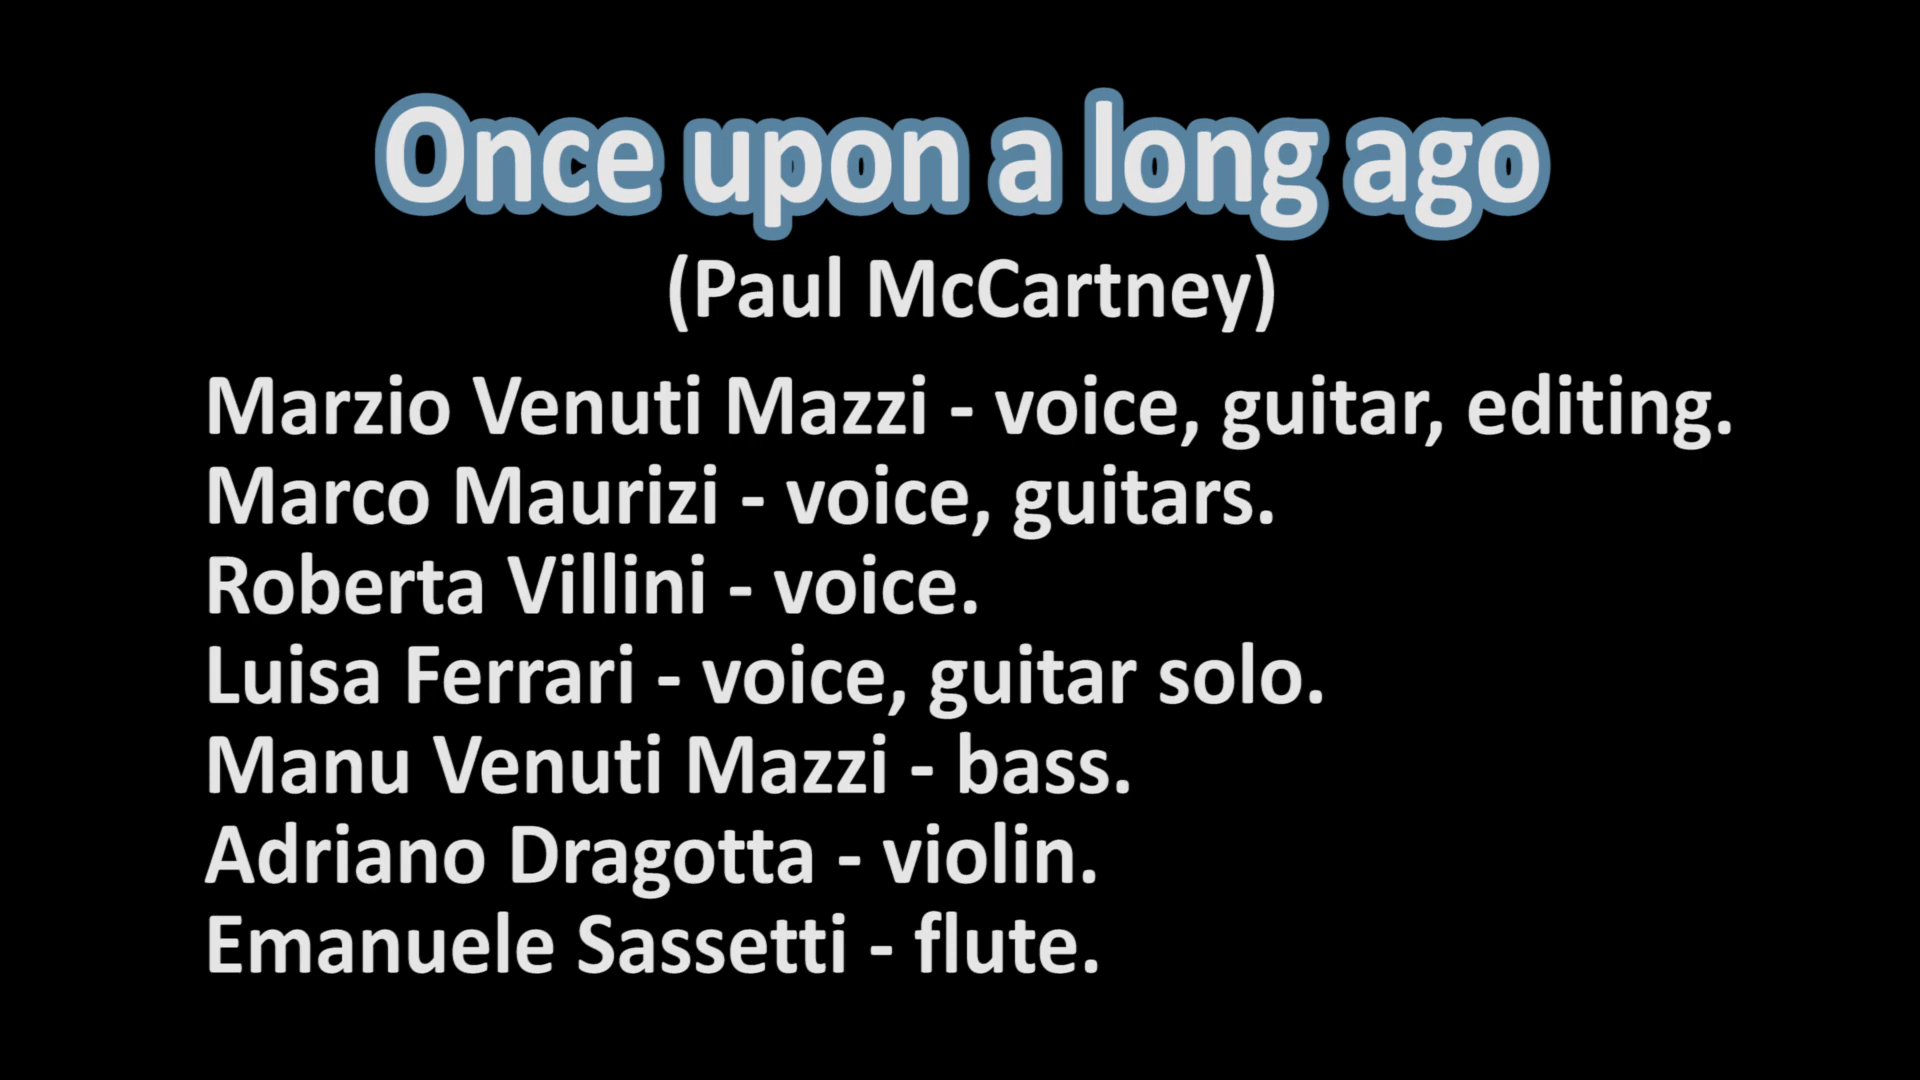 Once upon a long ago
(Paul McCartney)
Marzio Venuti Mazzi - voice, guitar, editing.
Marco Maurizi - voice, guitars.
Roberta Villini - voice.
Luisa Ferrari - voice, guitar solo.
Manu Venuti Mazzi - bass.
Adriano Dragotta - violin.
Emanuele Sassetti - flute.